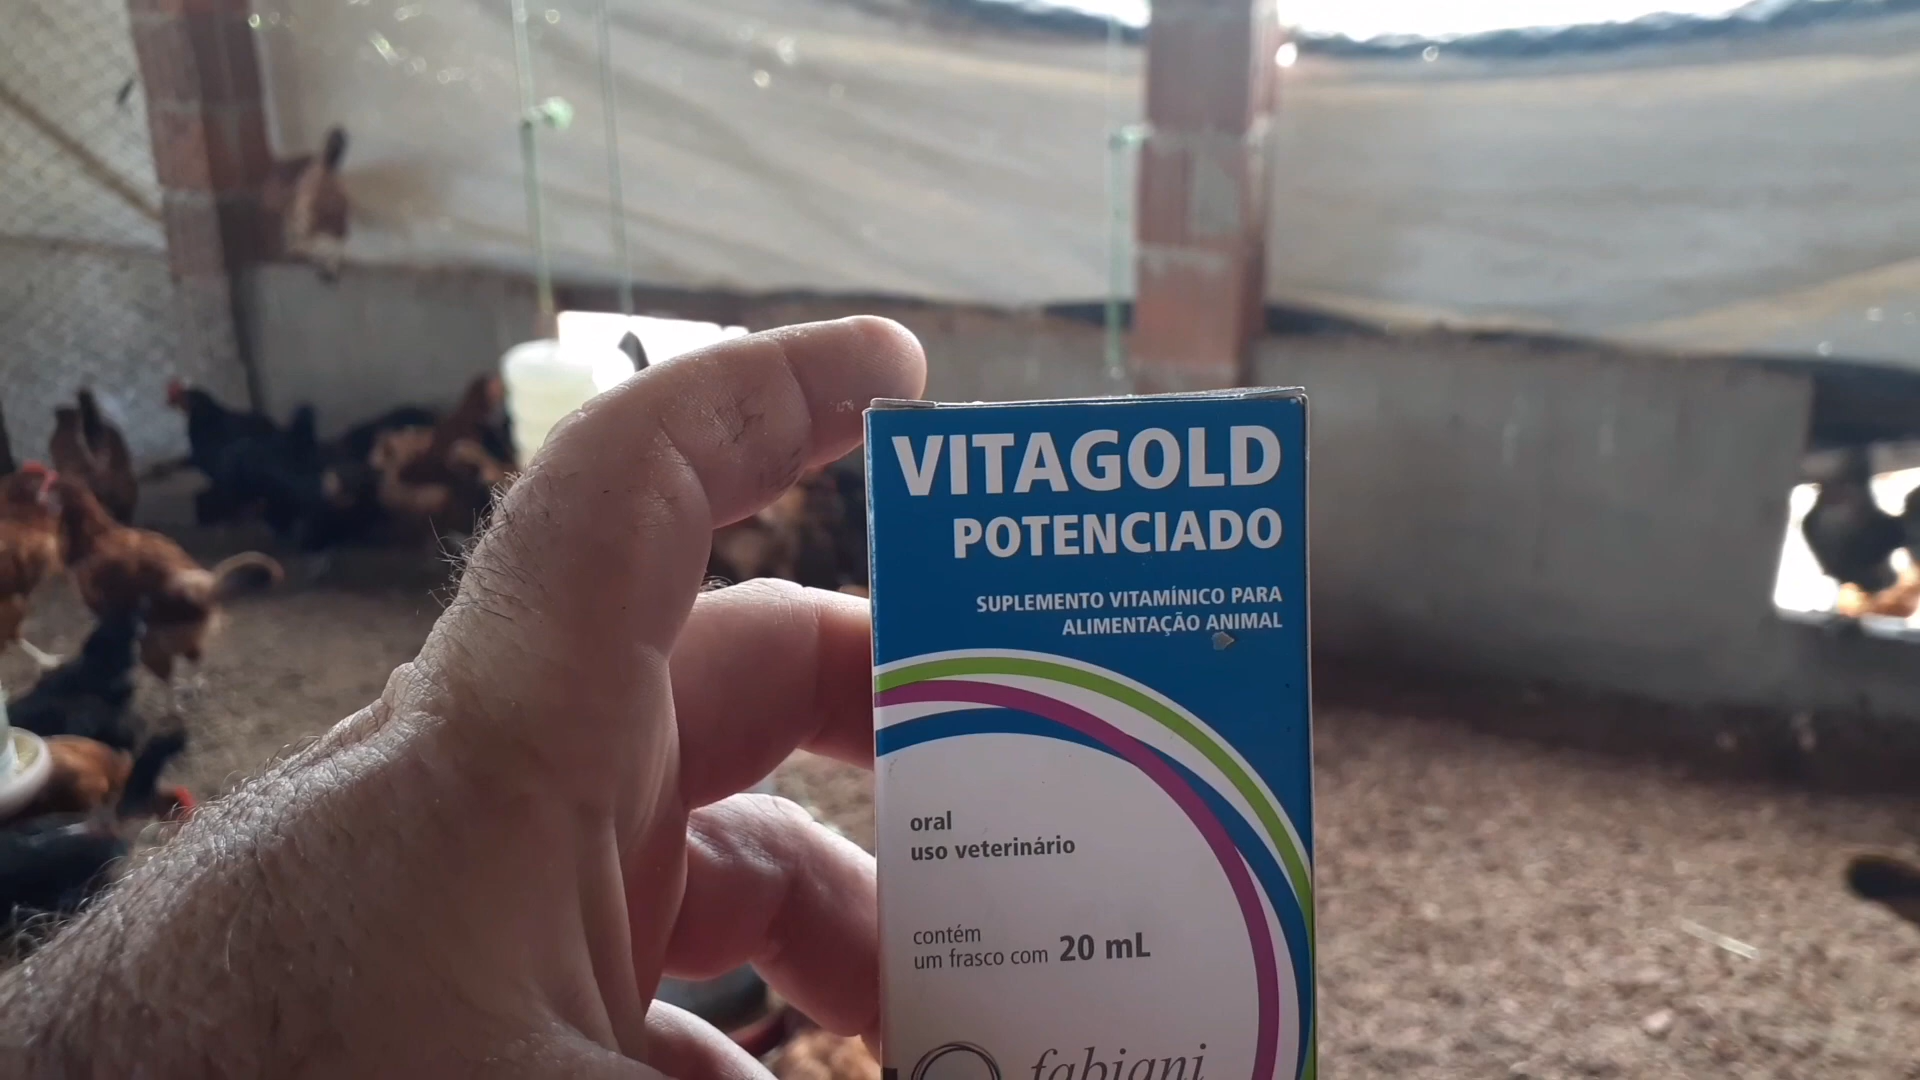 VITAGOLD
POTENCIADO
SUPLEMENTO VITAMÍNICO PARA
ALIMENTAÇÃO ANIMAL
oral
uso veterinário
contém
um frasco com 20 mL
fabiani